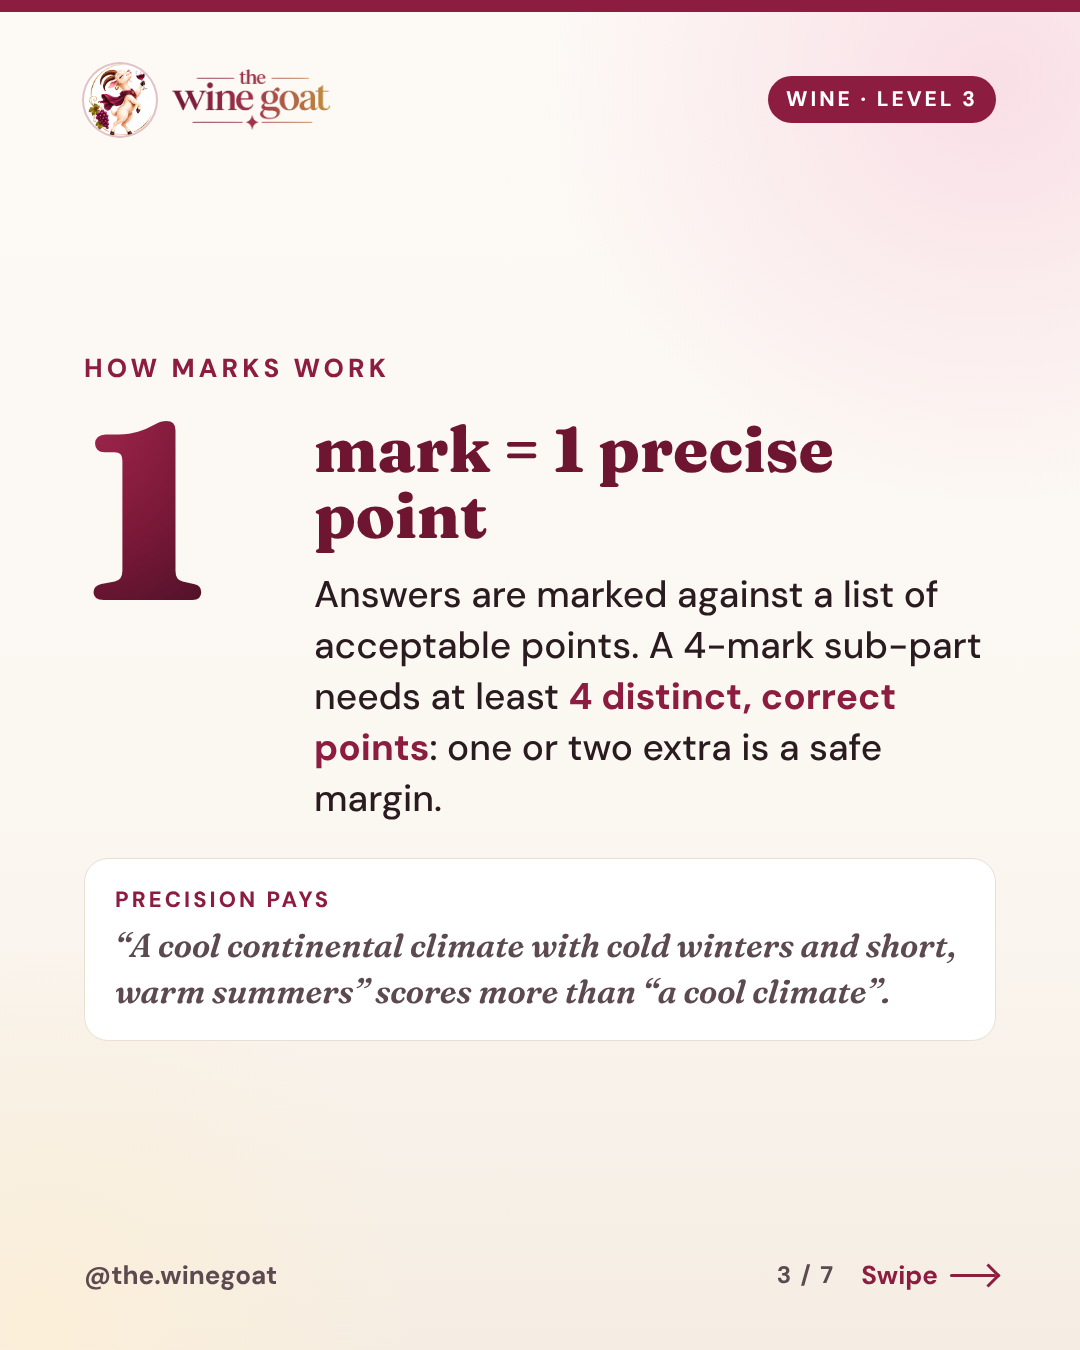 the
wine goat
WINE · LEVEL 3
HOW MARKS WORK
1
mark = 1 precise
point
Answers are marked against a list of
acceptable points. A 4-mark sub-part
needs at least 4 distinct, correct
points: one or two extra is a safe
margin.
PRECISION PAYS
“A cool continental climate with cold winters and short,
warm summers” scores more than “a cool climate”.
@the.winegoat
3 / 7 Swipe